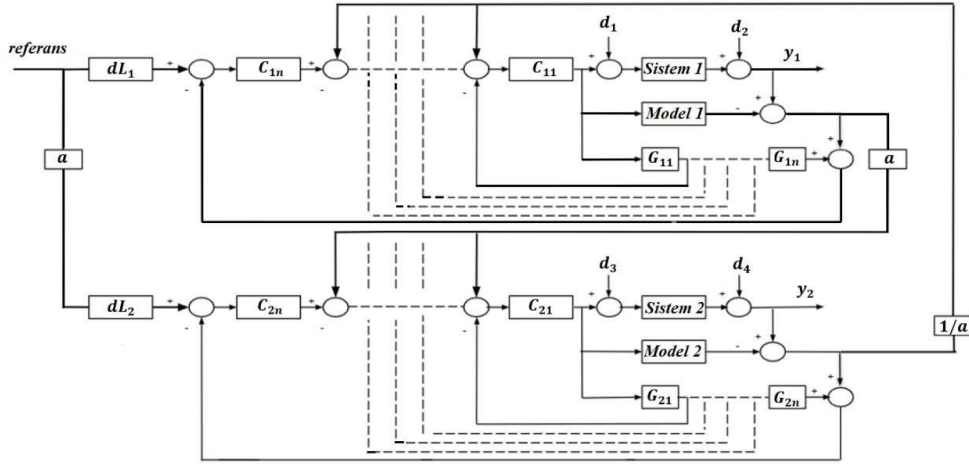 d₁ d₂
referans y₁
dL₁ + - C₁ₙ + - - C₁₁ + Sistem 1 + +
Model 1 - +
a G₁₁ G₁ₙ + + a
d₃ d₄
y₂
dL₂ + - C₂ₙ + - - C₂₁ + Sistem 2 + +
1/a
Model 2 - +
G₂₁ G₂ₙ + +